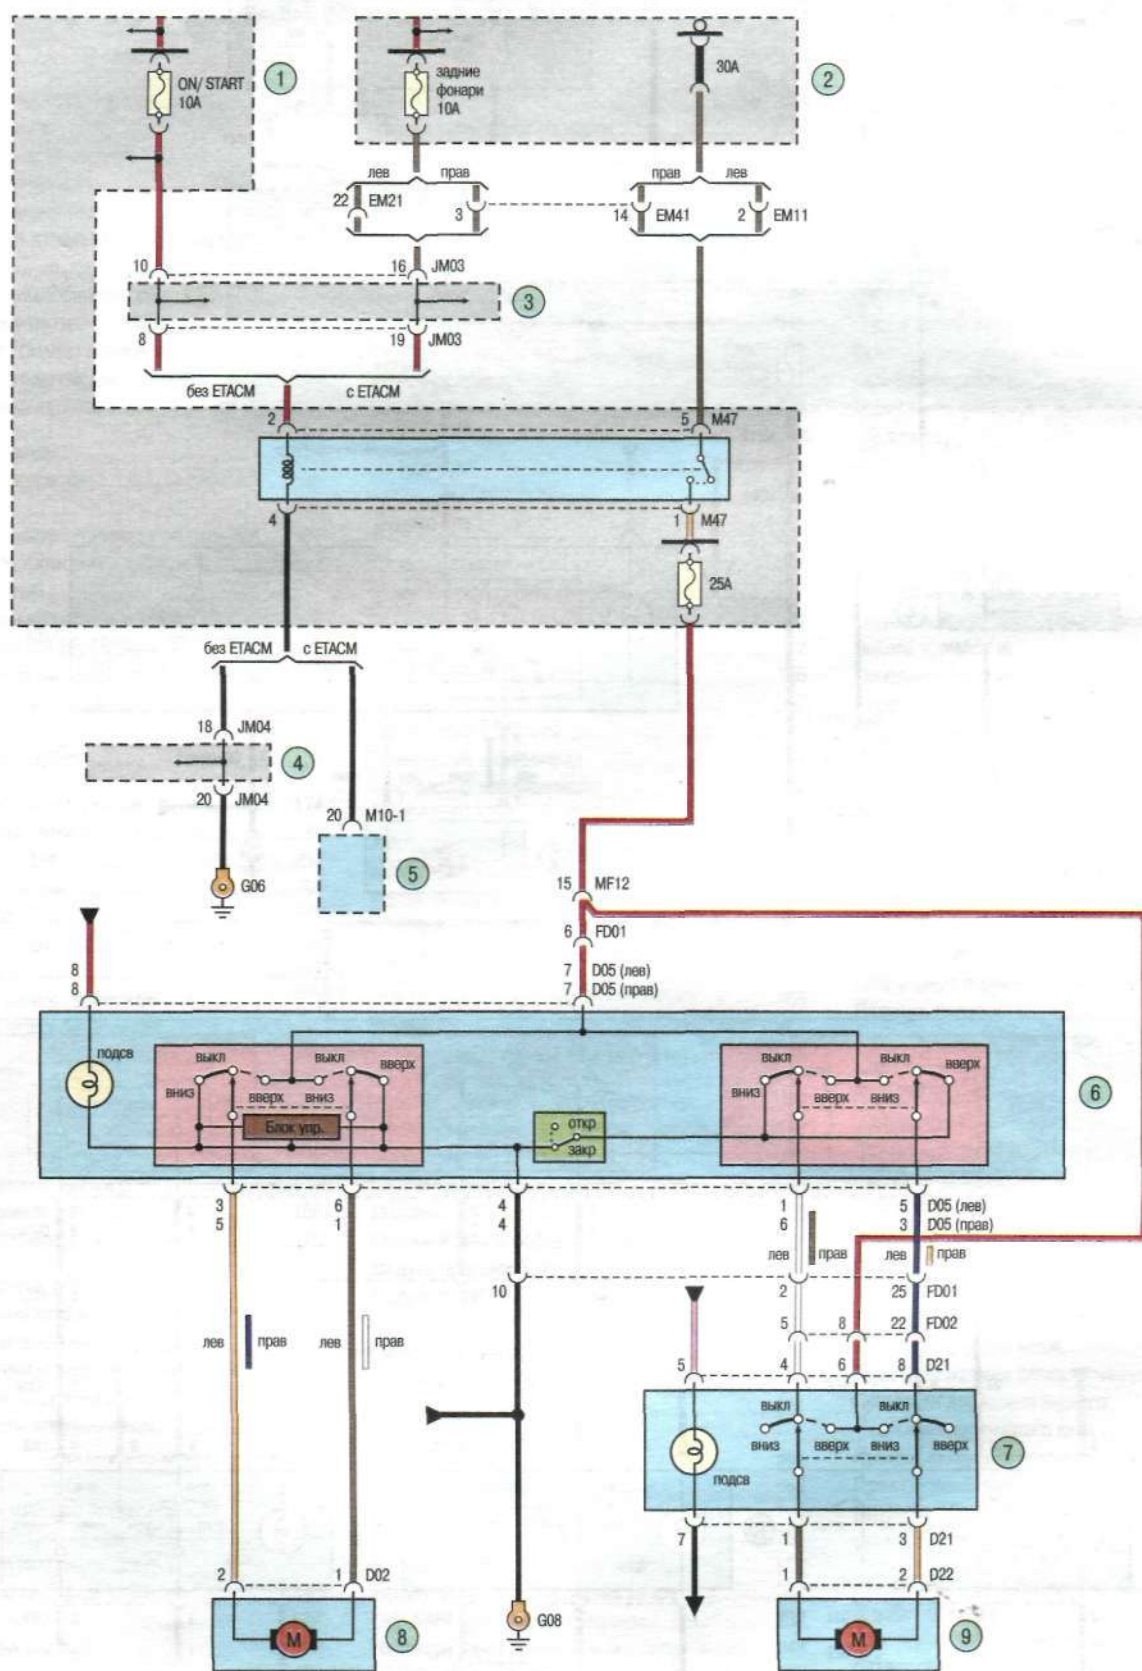 ON/ START
10А
1
задние
фонари
10А
30А
2
лев прав прав лев
22 EM21 3 14 EM41 2 EM11
10 16 JM03
3
8 19 JM03
без ETACM с ETACM
2 5 M47
4 1 M47
25А
без ETACM с ETACM
18 JM04
4
20 JM04
20 M10-1
5
G06
15 MF12
6 FD01
8 7 D05 (лев)
8 7 D05 (прав)
подсв
выкл выкл вверх
вниз вверх вниз
Блок упр.
откр
закр
выкл выкл вверх
вниз вверх вниз
6
3 6 4 1 5 D05 (лев)
5 1 4 6 3 D05 (прав)
лев прав лев прав
10 2 25 FD01
5 8 22 FD02
лев прав лев прав
5 4 6 8 D21
выкл выкл
вниз вверх вниз вверх
подсв
7
7 1 3 D21
2 1 D02 1 2 D22
M 8
G08
M 9